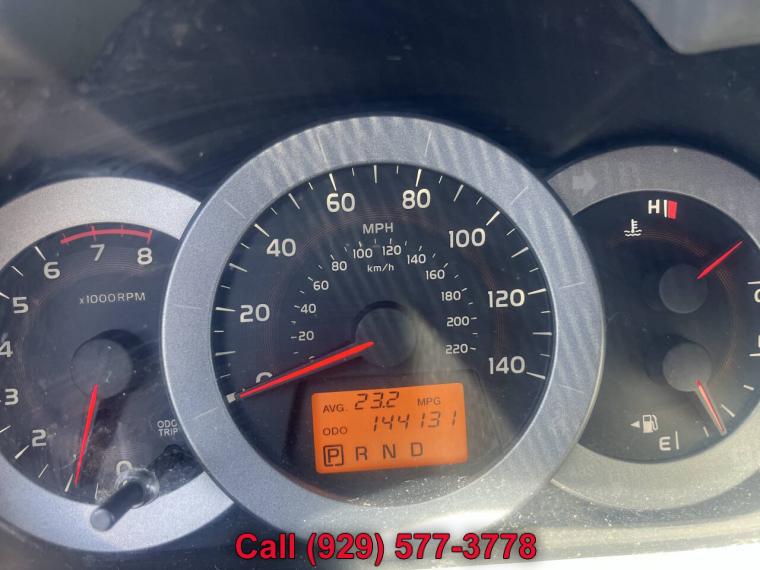 60 80
MPH
40 100
80 100 120 140
km/h
60 160
40 180
20 120
20 200
220
0 140
6 7 8
5
x1000RPM
4
3
2
ODO
TRIP
H
E
AVG. 23.2 MPG
ODO 144131
P R N D
Call (929) 577-3778